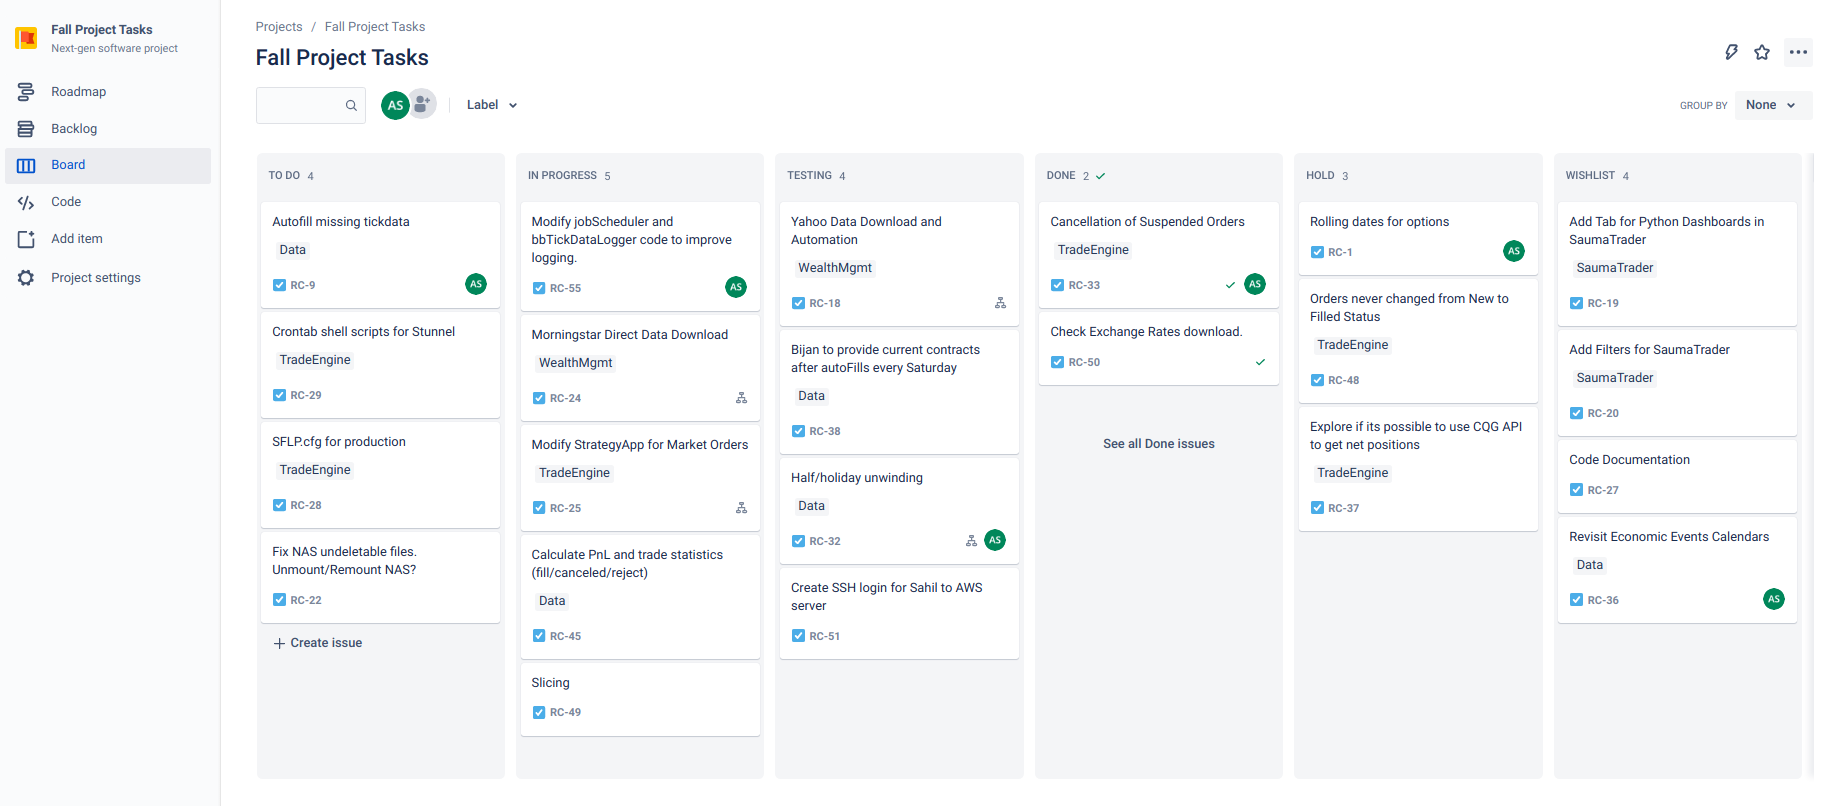 Fall Project Tasks
Next-gen software project
Roadmap
Backlog
Board
Code
Add item
Project settings
Projects / Fall Project Tasks
Fall Project Tasks
AS
Label
GROUP BY None
TO DO 4
Autofill missing tickdata
Data
RC-9 AS
Crontab shell scripts for Stunnel
TradeEngine
RC-29
SFLP.cfg for production
TradeEngine
RC-28
Fix NAS undeletable files.
Unmount/Remount NAS?
RC-22
Create issue
IN PROGRESS 5
Modify jobScheduler and
bbTickDataLogger code to improve
logging.
RC-55 AS
Morningstar Direct Data Download
WealthMgmt
RC-24
Modify StrategyApp for Market Orders
TradeEngine
RC-25
Calculate PnL and trade statistics
(fill/canceled/reject)
Data
RC-45
Slicing
RC-49
TESTING 4
Yahoo Data Download and
Automation
WealthMgmt
RC-18
Bijan to provide current contracts
after autoFills every Saturday
Data
RC-38
Half/holiday unwinding
Data
RC-32 AS
Create SSH login for Sahil to AWS
server
RC-51
DONE 2
Cancellation of Suspended Orders
TradeEngine
RC-33 AS
Check Exchange Rates download.
RC-50
See all Done issues
HOLD 3
Rolling dates for options
RC-1 AS
Orders never changed from New to
Filled Status
TradeEngine
RC-48
Explore if its possible to use CQG API
to get net positions
TradeEngine
RC-37
WISHLIST 4
Add Tab for Python Dashboards in
SaumaTrader
SaumaTrader
RC-19
Add Filters for SaumaTrader
SaumaTrader
RC-20
Code Documentation
RC-27
Revisit Economic Events Calendars
Data
RC-36 AS